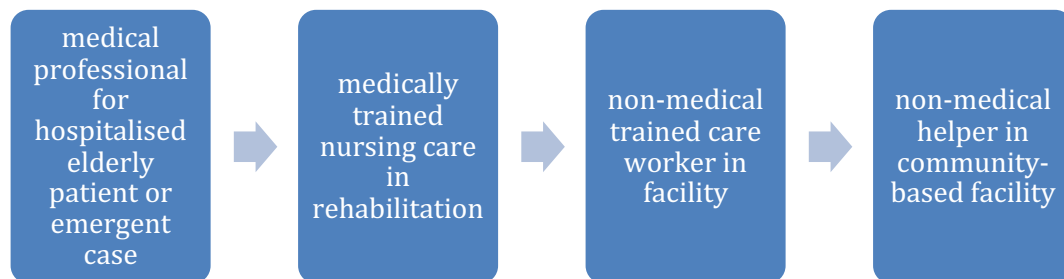 medical
professional
for
hospitalised
elderly
patient or
emergent
case
medically
trained
nursing care
in
rehabilitation
non-medical
trained care
worker in
facility
non-medical
helper in
community-
based facility